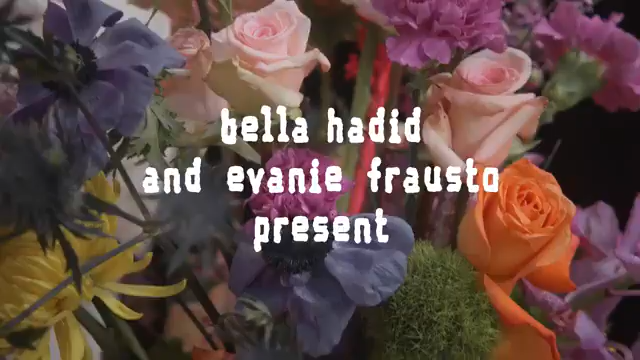 bella hadid
and evanie frausto
present